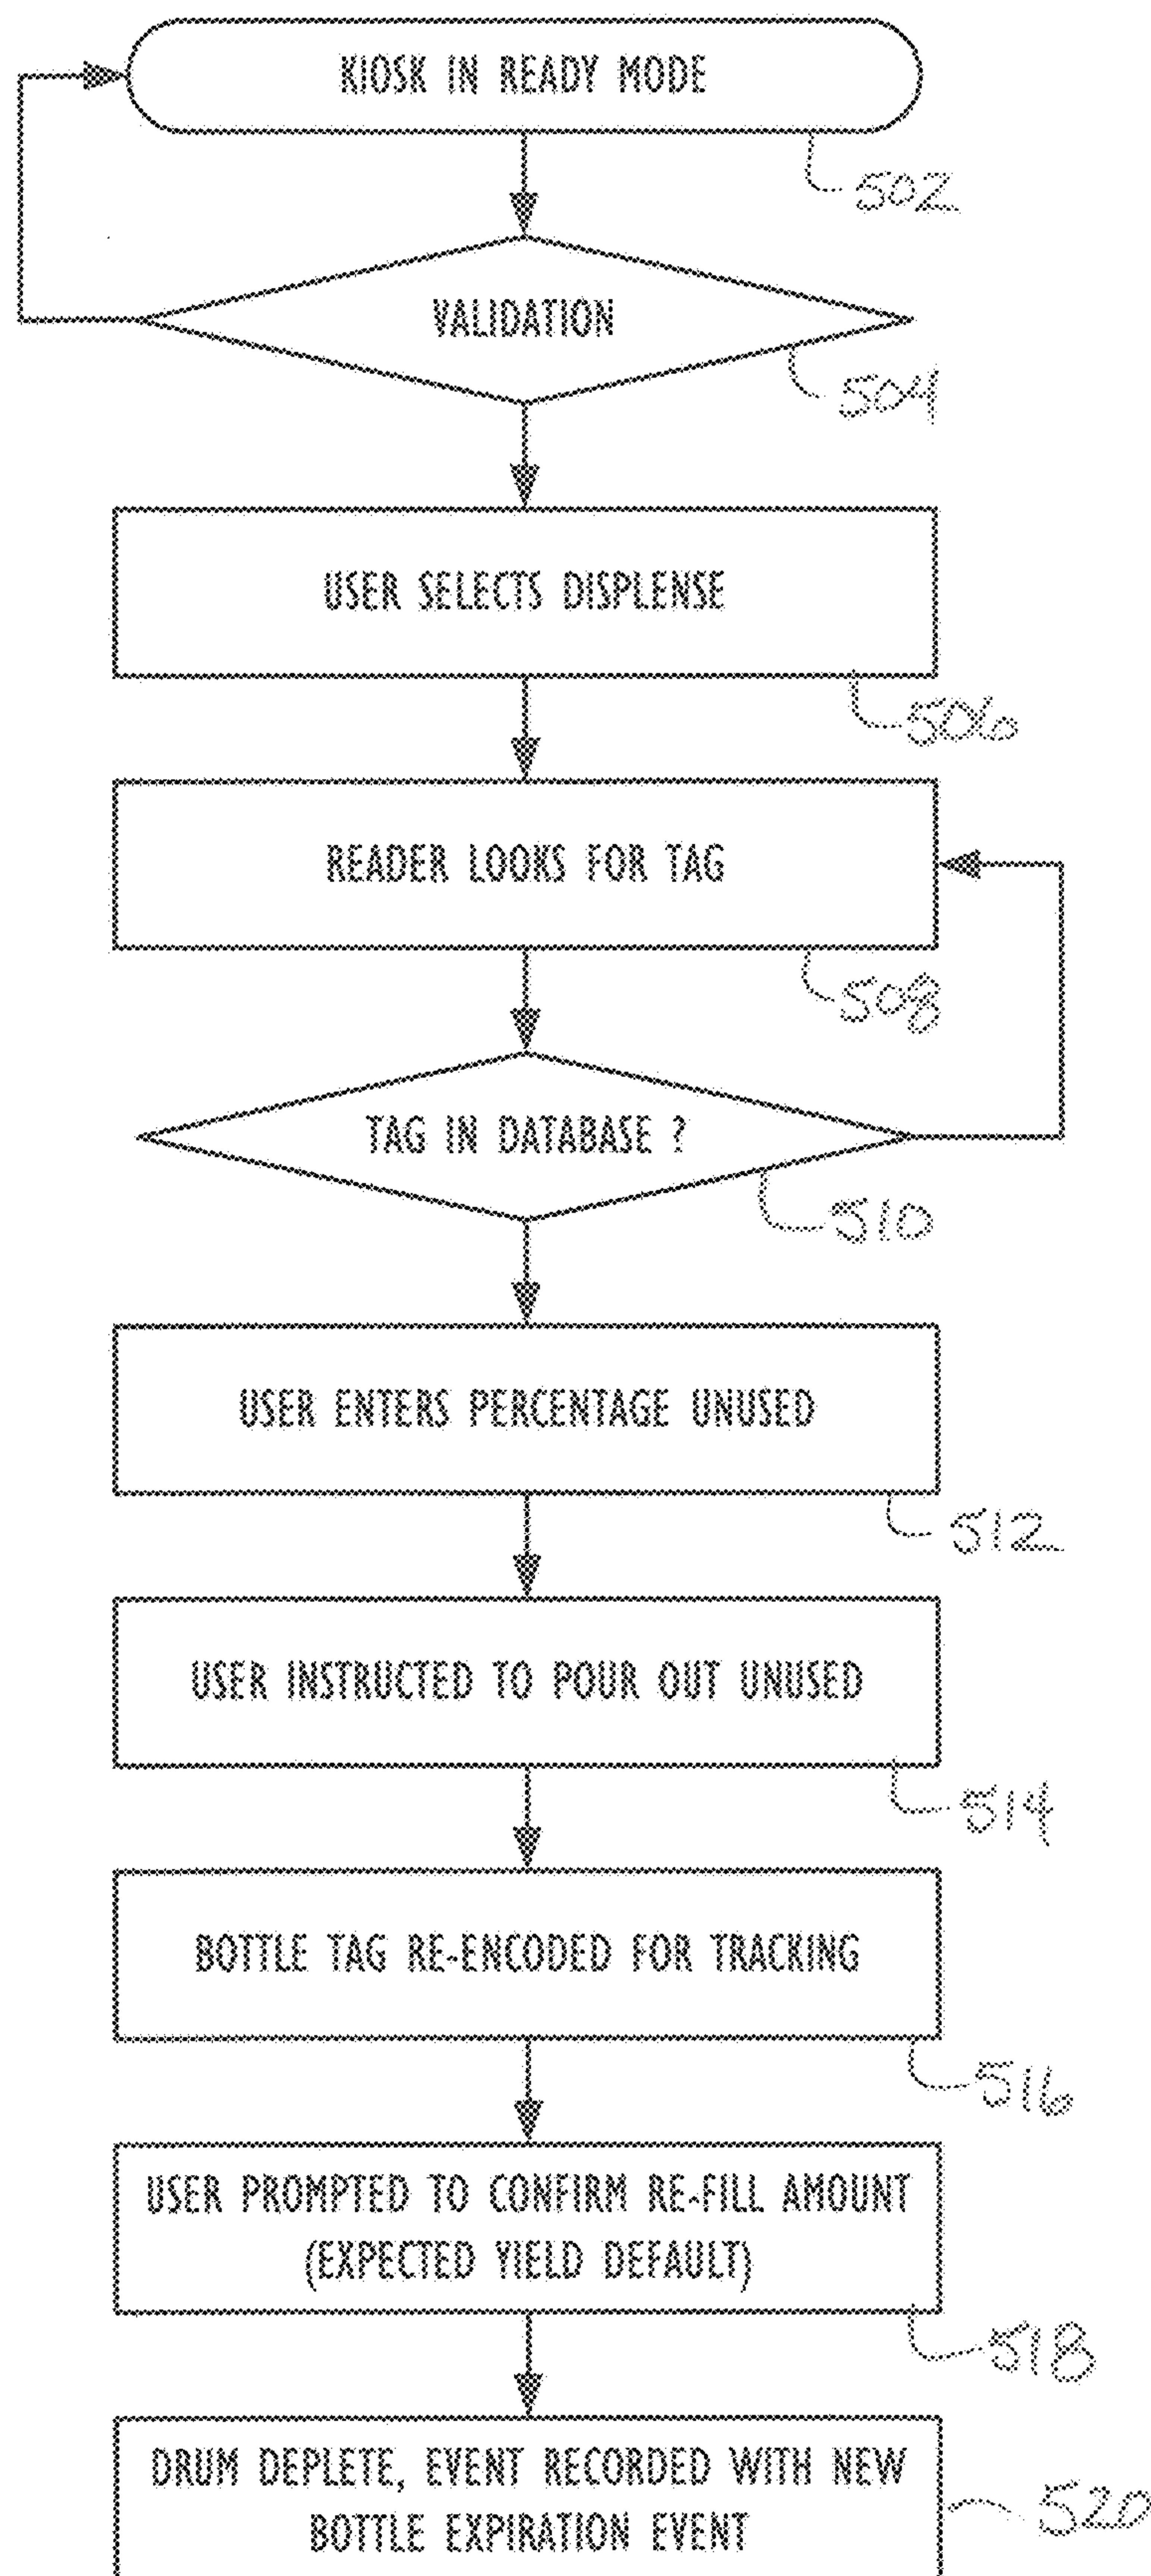 KIOSK IN READY MODE
502
VALIDATION
504
USER SELECTS DISPLENSE
506
READER LOOKS FOR TAG
508
TAG IN DATABASE ?
510
USER ENTERS PERCENTAGE UNUSED
512
USER INSTRUCTED TO POUR OUT UNUSED
514
BOTTLE TAG RE-ENCODED FOR TRACKING
516
USER PROMPTED TO CONFIRM RE-FILL AMOUNT
(EXPECTED YIELD DEFAULT)
518
DRUM DEPLETE, EVENT RECORDED WITH NEW
BOTTLE EXPIRATION EVENT
520